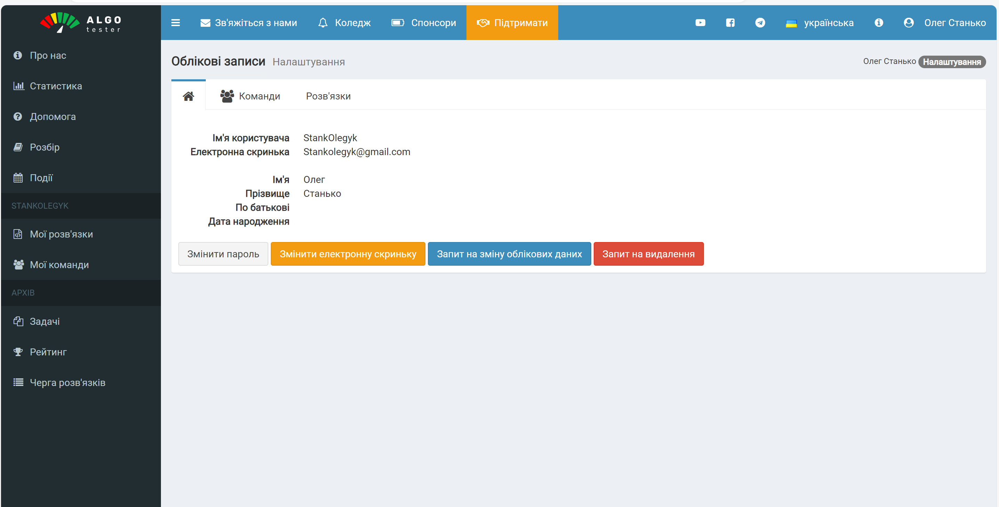 ALGO
tester
Зв'яжіться з нами
Коледж
Спонсори
Підтримати
українська
Олег Станько
Про нас
Статистика
Допомога
Розбір
Події
STANKOLEGYK
Мої розв'язки
Мої команди
АРХІВ
Задачі
Рейтинг
Черга розв'язків
Облікові записи Налаштування
Олег Станько Налаштування
Команди
Розв'язки
Ім'я користувача StankOlegyk
Електронна скринька Stankolegyk@gmail.com
Ім'я Олег
Прізвище Станько
По батькові
Дата народження
Змінити пароль
Змінити електронну скриньку
Запит на зміну облікових даних
Запит на видалення